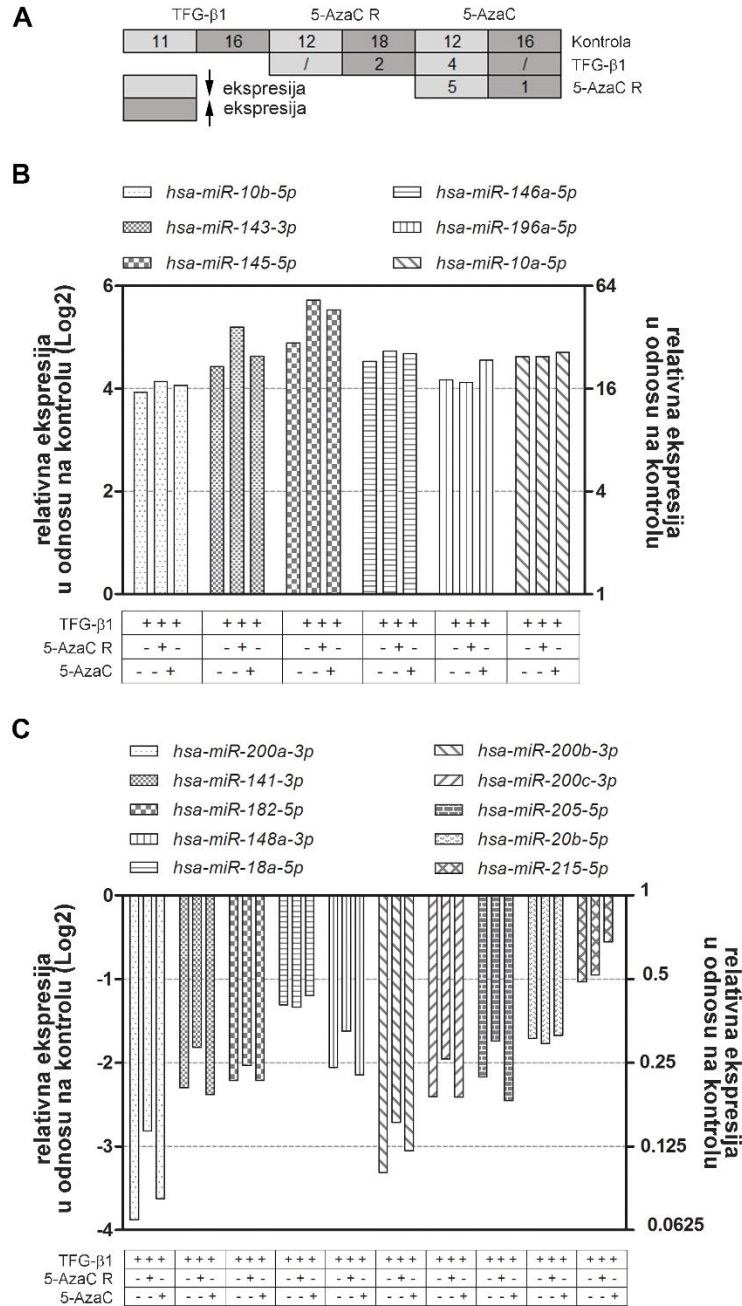 A
TFG-β1 5-AzaC R 5-AzaC
11 16 12 18 12 16 Kontrola
/ 2 4 / TFG-β1
5 1 5-AzaC R
ekspresija
ekspresija
B
hsa-miR-10b-5p hsa-miR-146a-5p
hsa-miR-143-3p hsa-miR-196a-5p
hsa-miR-145-5p hsa-miR-10a-5p
relativna ekspresija
u odnosu na kontrolu (Log2)
6
4
2
0
64
16
4
1
relativna ekspresija
u odnosu na kontrolu
TFG-β1 + + + + + + + + + + + + + + + + + +
5-AzaC R - + - - + - - + - - + - - + - - + -
5-AzaC - - + - - + - - + - - + - - + - - +
C
hsa-miR-200a-3p hsa-miR-200b-3p
hsa-miR-141-3p hsa-miR-200c-3p
hsa-miR-182-5p hsa-miR-205-5p
hsa-miR-148a-3p hsa-miR-20b-5p
hsa-miR-18a-5p hsa-miR-215-5p
relativna ekspresija
u odnosu na kontrolu (Log2)
0
-1
-2
-3
-4
1
0.5
0.25
0.125
0.0625
relativna ekspresija
u odnosu na kontrolu
TFG-β1 + + + + + + + + + + + + + + + + + + + + + + + + + + + + + +
5-AzaC R - + - - + - - + - - + - - + - - + - - + - - + - - + - - + -
5-AzaC - - + - - + - - + - - + - - + - - + - - + - - + - - + - - +